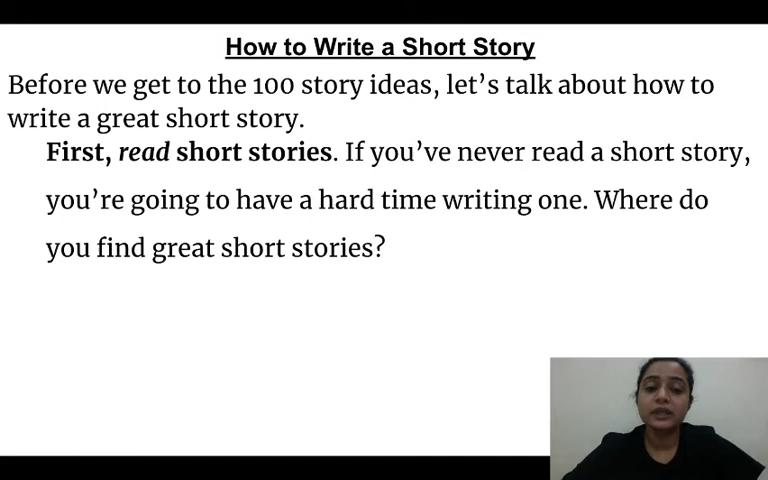 How to Write a Short Story
Before we get to the 100 story ideas, let’s talk about how to
write a great short story.
First, read short stories. If you’ve never read a short story,
you’re going to have a hard time writing one. Where do
you find great short stories?